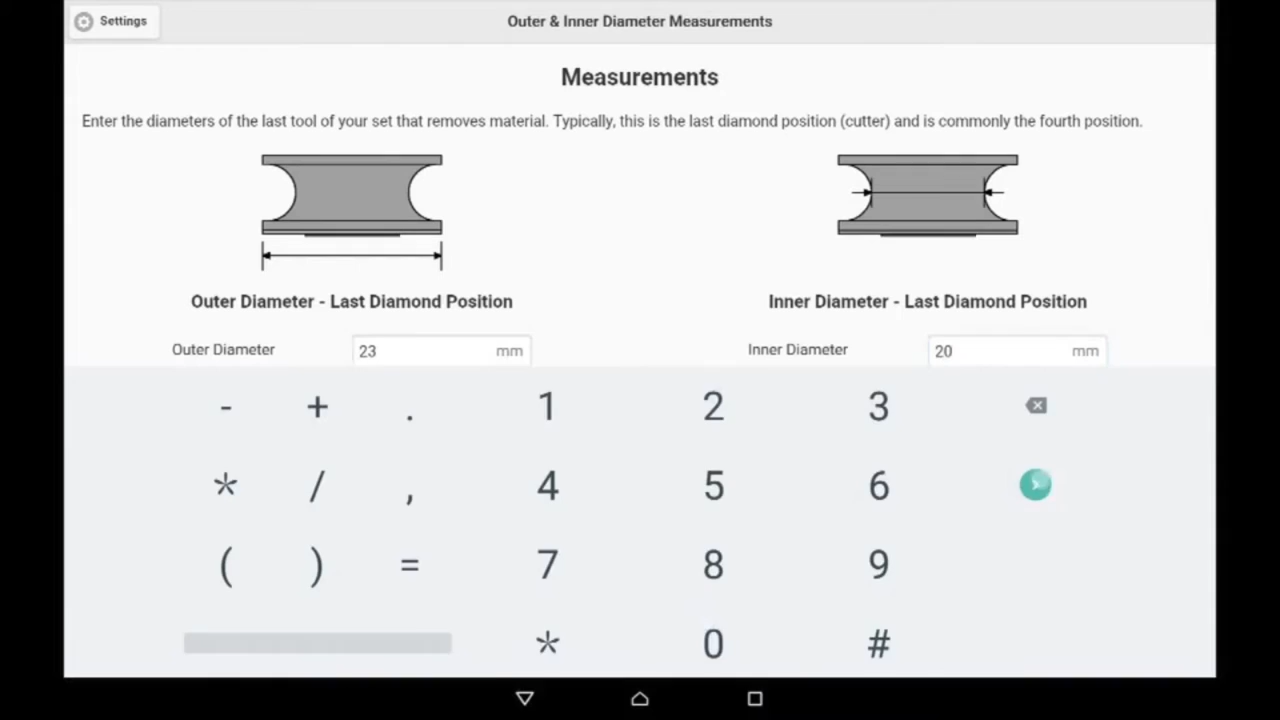 Settings
Outer & Inner Diameter Measurements
Measurements
Enter the diameters of the last tool of your set that removes material. Typically, this is the last diamond position (cutter) and is commonly the fourth position.
Outer Diameter - Last Diamond Position
Inner Diameter - Last Diamond Position
Outer Diameter 23 mm
Inner Diameter 20 mm
- + . 1 2 3
* / , 4 5 6
( ) = 7 8 9
* 0 #